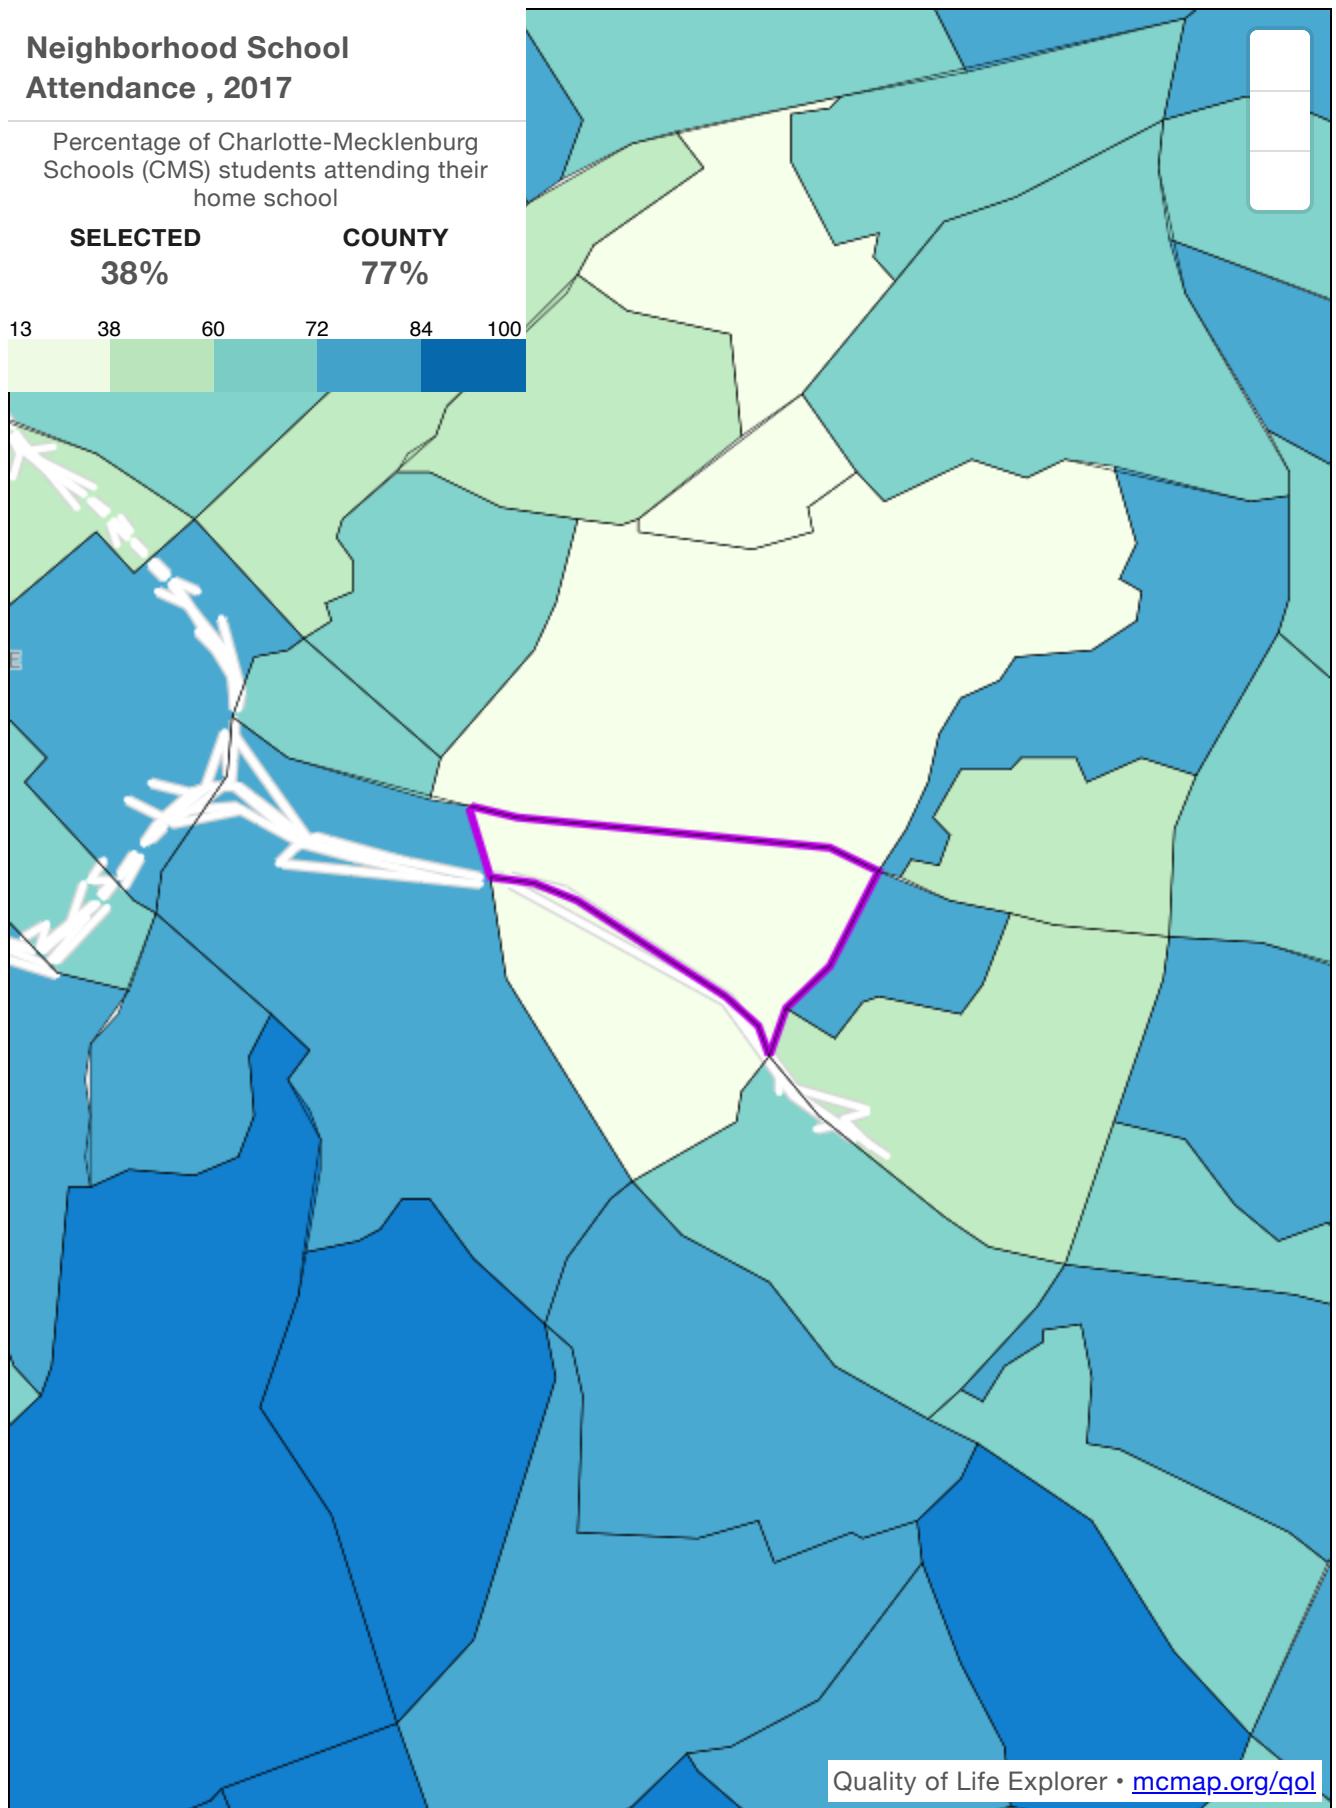 Neighborhood School
Attendance , 2017
Percentage of Charlotte-Mecklenburg
Schools (CMS) students attending their
home school
SELECTED COUNTY
38% 77%
13 38 60 72 84 100
E
Quality of Life Explorer • mcmap.org/qol